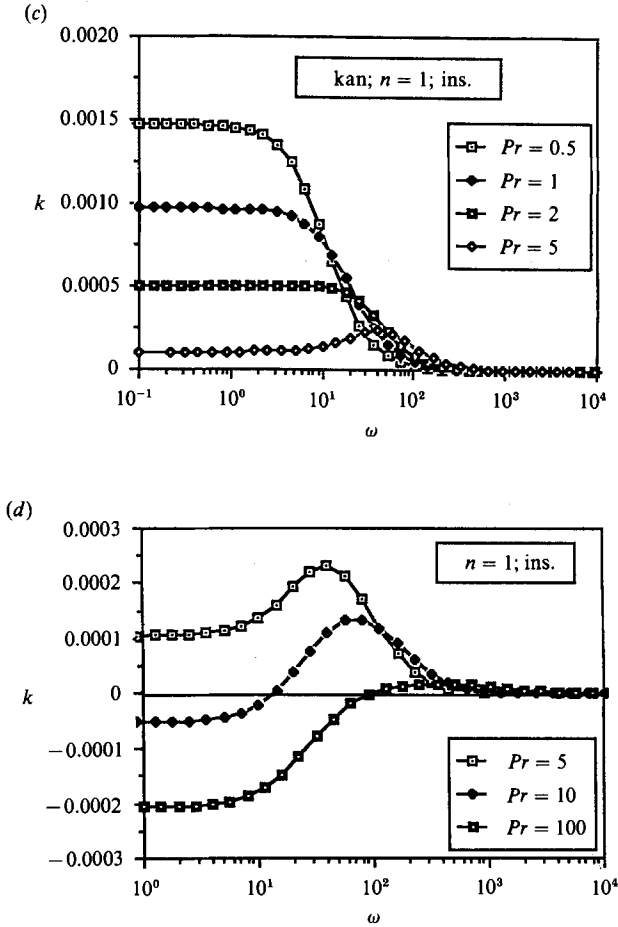 (c)
0.0020
kan; n = 1; ins.
0.0015
Pr = 0.5
Pr = 1
k
0.0010
Pr = 2
Pr = 5
0.0005
0
10⁻¹
10⁰
10¹
10²
10³
10⁴
ω
(d)
0.0003
n = 1; ins.
0.0002
0.0001
k
0
−0.0001
Pr = 5
Pr = 10
−0.0002
Pr = 100
−0.0003
10⁰
10¹
10²
10³
10⁴
ω